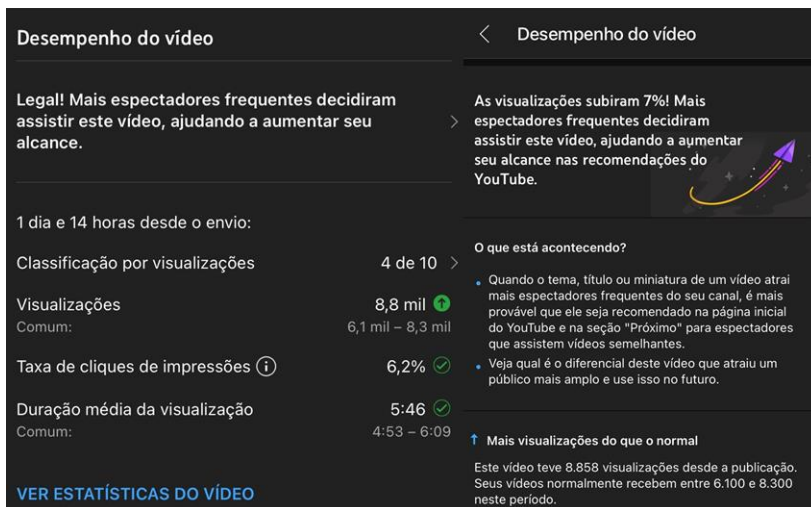 Desempenho do vídeo
Legal! Mais espectadores frequentes decidiram
assistir este vídeo, ajudando a aumentar seu
alcance.
1 dia e 14 horas desde o envio:
Classificação por visualizações 4 de 10
Visualizações 8,8 mil
Comum: 6,1 mil – 8,3 mil
Taxa de cliques de impressões 6,2%
Duração média da visualização 5:46
Comum: 4:53 – 6:09
VER ESTATÍSTICAS DO VÍDEO
Desempenho do vídeo
As visualizações subiram 7%! Mais
espectadores frequentes decidiram
assistir este vídeo, ajudando a aumentar
seu alcance nas recomendações do
YouTube.
O que está acontecendo?
• Quando o tema, título ou miniatura de um vídeo atrai
mais espectadores frequentes do seu canal, é mais
provável que ele seja recomendado na página inicial
do YouTube e na seção "Próximo" para espectadores
que assistem vídeos semelhantes.
• Veja qual é o diferencial deste vídeo que atraiu um
público mais amplo e use isso no futuro.
Mais visualizações do que o normal
Este vídeo teve 8.858 visualizações desde a publicação.
Seus vídeos normalmente recebem entre 6.100 e 8.300
neste período.